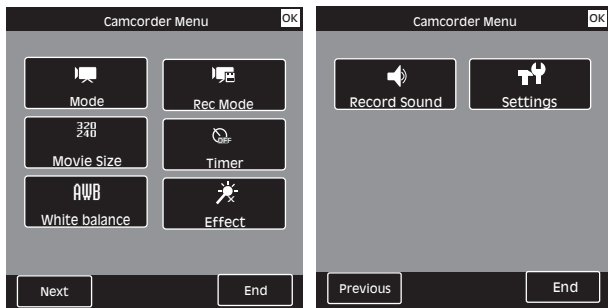 Camcorder Menu OK
Mode Rec Mode
320
240
OFF
Movie Size Timer
AWB
White balance Effect
Next End
Camcorder Menu OK
Record Sound Settings
Previous End